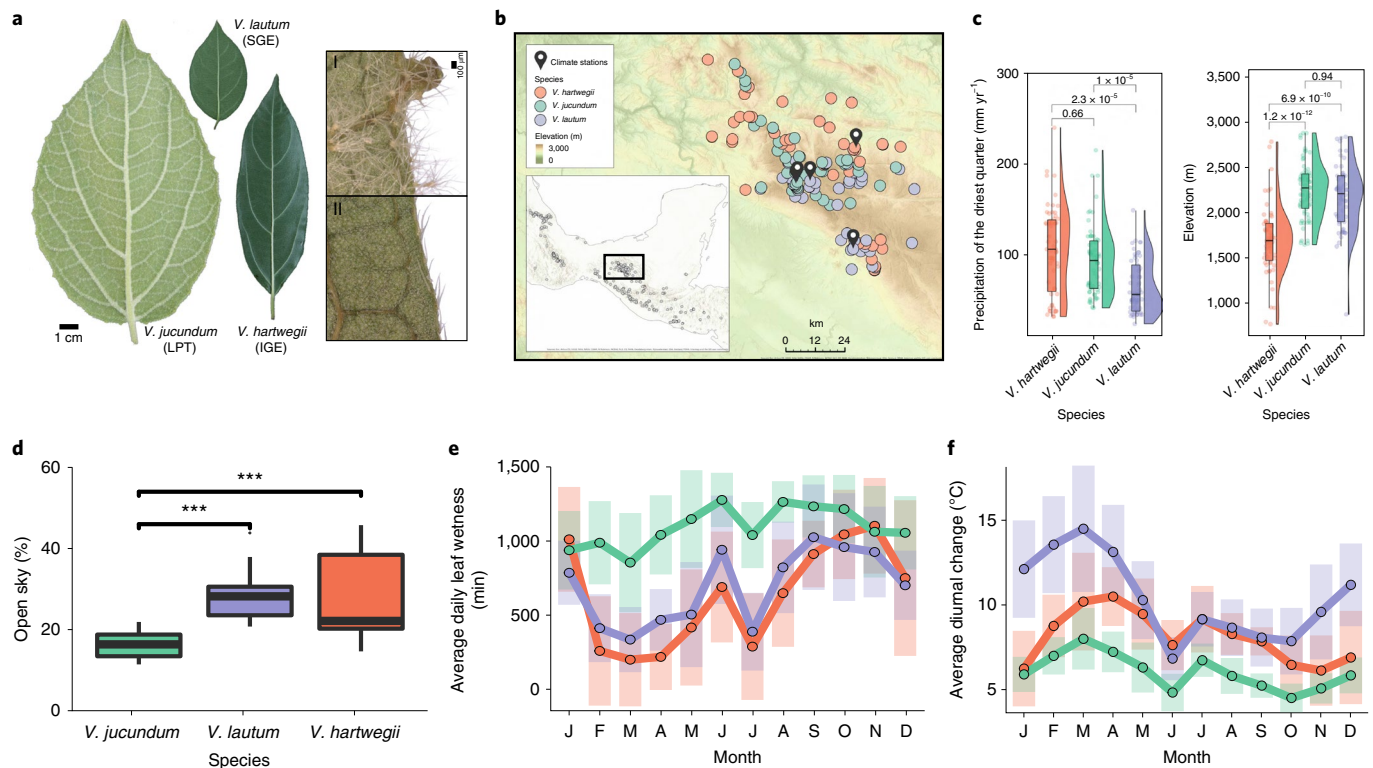 a
V. lautum
(SGE)
V. jucundum
(LPT)
V. hartwegii
(IGE)
1 cm
I
100 µm
II
b
Climate stations
Species
V. hartwegii
V. jucundum
V. lautum
Elevation (m)
3,000
0
km
0 12 24
c
Precipitation of the driest quarter (mm yr⁻¹)
300
200
100
1 × 10⁻⁵
2.3 × 10⁻⁵
0.66
V. hartwegii
V. jucundum
V. lautum
Species
Elevation (m)
3,500
3,000
2,500
2,000
1,500
1,000
0.94
6.9 × 10⁻¹⁰
1.2 × 10⁻¹²
V. hartwegii
V. jucundum
V. lautum
Species
d
Open sky (%)
60
40
20
0
***
***
V. jucundum
V. lautum
V. hartwegii
Species
e
Average daily leaf wetness
(min)
1,500
1,000
500
0
J F M A M J J A S O N D
Month
f
Average diurnal change (°C)
15
10
5
J F M A M J J A S O N D
Month